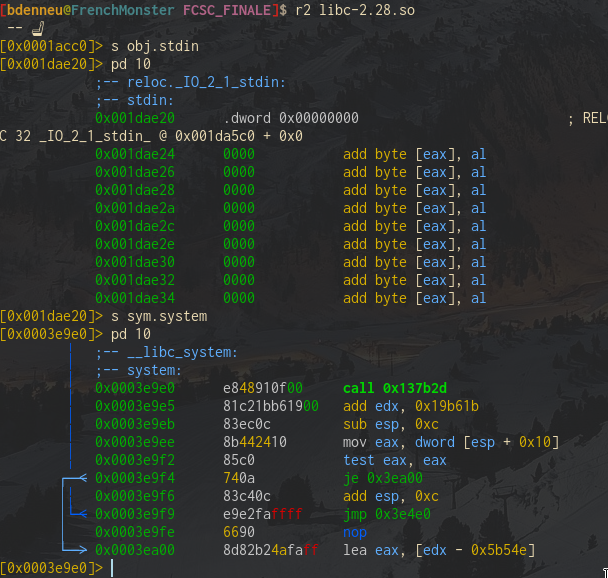 [bdenneu@FrenchMonster FCSC_FINALE]$ r2 libc-2.28.so
 -- 
[0x0001acc0]> s obj.stdin
[0x001dae20]> pd 10
;-- reloc._IO_2_1_stdin:
;-- stdin:
0x001dae20 .dword 0x00000000 ; RELO
C 32 _IO_2_1_stdin_ @ 0x001da5c0 + 0x0
0x001dae24 0000 add byte [eax], al
0x001dae26 0000 add byte [eax], al
0x001dae28 0000 add byte [eax], al
0x001dae2a 0000 add byte [eax], al
0x001dae2c 0000 add byte [eax], al
0x001dae2e 0000 add byte [eax], al
0x001dae30 0000 add byte [eax], al
0x001dae32 0000 add byte [eax], al
0x001dae34 0000 add byte [eax], al
[0x001dae20]> s sym.system
[0x0003e9e0]> pd 10
;-- __libc_system:
;-- system:
0x0003e9e0 e848910f00 call 0x137b2d
0x0003e9e5 81c21bb61900 add edx, 0x19b61b
0x0003e9eb 83ec0c sub esp, 0xc
0x0003e9ee 8b442410 mov eax, dword [esp + 0x10]
0x0003e9f2 85c0 test eax, eax
0x0003e9f4 740a je 0x3ea00
0x0003e9f6 83c40c add esp, 0xc
0x0003e9f9 e9e2faffff jmp 0x3e4e0
0x0003e9fe 6690 nop
0x0003ea00 8d82b24afaff lea eax, [edx - 0x5b54e]
[0x0003e9e0]>